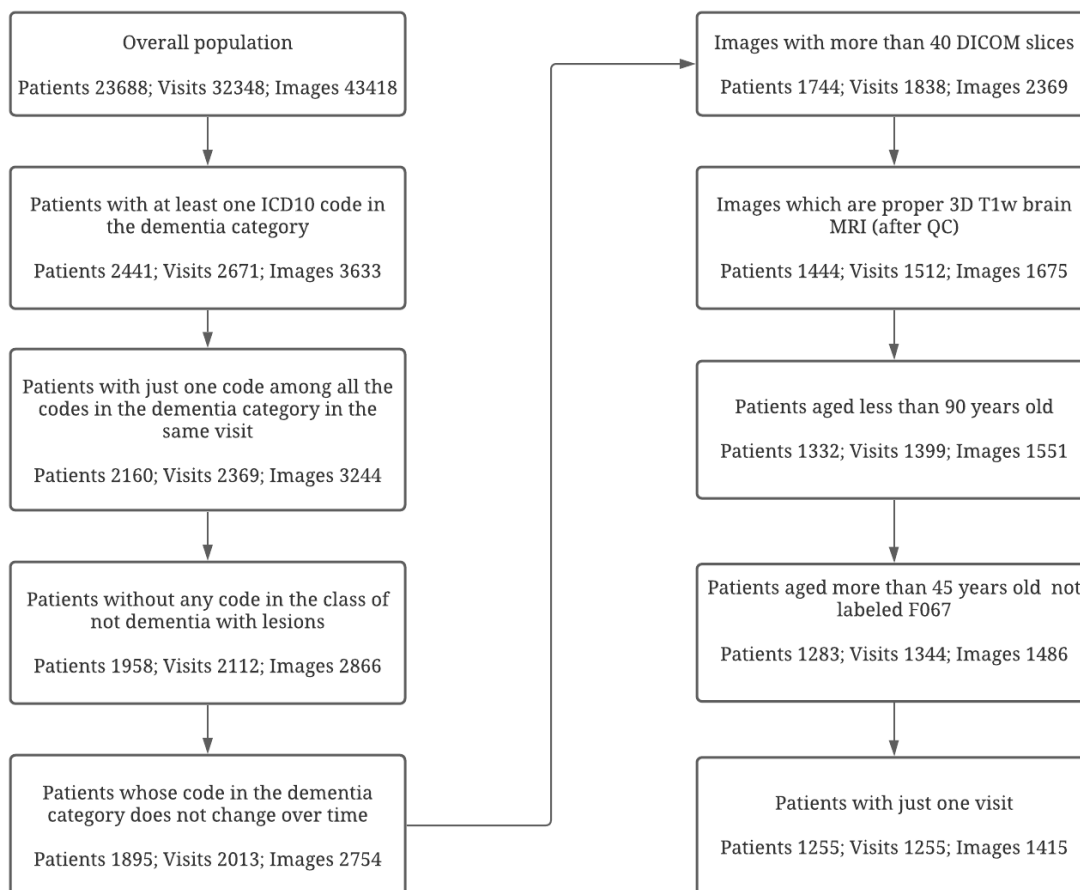 Overall population
Patients 23688; Visits 32348; Images 43418
Patients with at least one ICD10 code in
the dementia category
Patients 2441; Visits 2671; Images 3633
Patients with just one code among all the
codes in the dementia category in the
same visit
Patients 2160; Visits 2369; Images 3244
Patients without any code in the class of
not dementia with lesions
Patients 1958; Visits 2112; Images 2866
Patients whose code in the dementia
category does not change over time
Patients 1895; Visits 2013; Images 2754
Images with more than 40 DICOM slices
Patients 1744; Visits 1838; Images 2369
Images which are proper 3D T1w brain
MRI (after QC)
Patients 1444; Visits 1512; Images 1675
Patients aged less than 90 years old
Patients 1332; Visits 1399; Images 1551
Patients aged more than 45 years old  not
labeled F067
Patients 1283; Visits 1344; Images 1486
Patients with just one visit
Patients 1255; Visits 1255; Images 1415